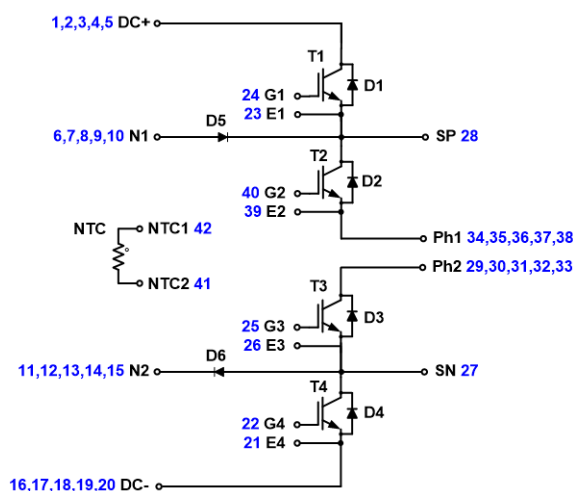 1,2,3,4,5 DC+
T1
D1
24 G1
23 E1
D5
6,7,8,9,10 N1
SP 28
T2
D2
40 G2
39 E2
NTC
NTC1 42
Ph1 34,35,36,37,38
Ph2 29,30,31,32,33
NTC2 41
T3
D3
25 G3
26 E3
D6
11,12,13,14,15 N2
SN 27
T4
D4
22 G4
21 E4
16,17,18,19,20 DC-